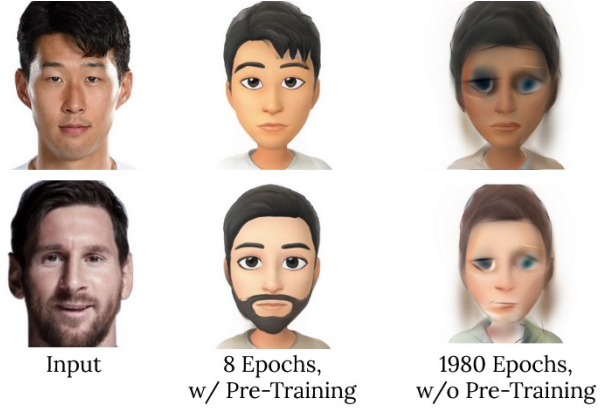 Input
8 Epochs,
w/ Pre-Training
1980 Epochs,
w/o Pre-Training